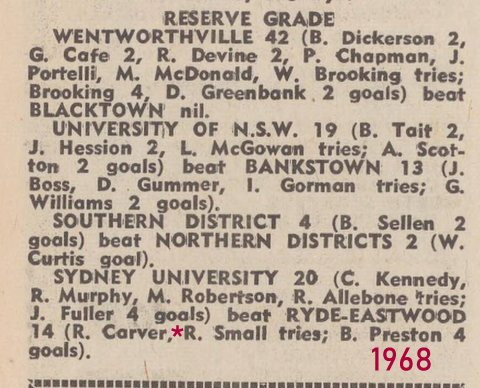 RESERVE GRADE
WENTWORTHVILLE 42 (B. Dickerson 2,
G. Cafe 2, R. Devine 2, P. Chapman, J.
Portelli, M. McDonald, W. Brooking tries;
Brooking 4, D. Greenbank 2 goals) beat
BLACKTOWN nil.
UNIVERSITY OF N.S.W. 19 (B. Tait 2,
J. Hession 2, L. McGowan tries; A. Scot-
ton 2 goals) beat BANKSTOWN 13 (J.
Boss, D. Gummer, I. Gorman tries; G.
Williams 2 goals).
SOUTHERN DISTRICT 4 (B. Sellen 2
goals) beat NORTHERN DISTRICTS 2 (W.
Curtis goal).
SYDNEY UNIVERSITY 20 (C. Kennedy,
R. Murphy, M. Robertson, R. Allebone tries;
J. Fuller 4 goals) beat RYDE-EASTWOOD
14 (R. Carver,*R. Small tries; B. Preston 4
goals).
1968